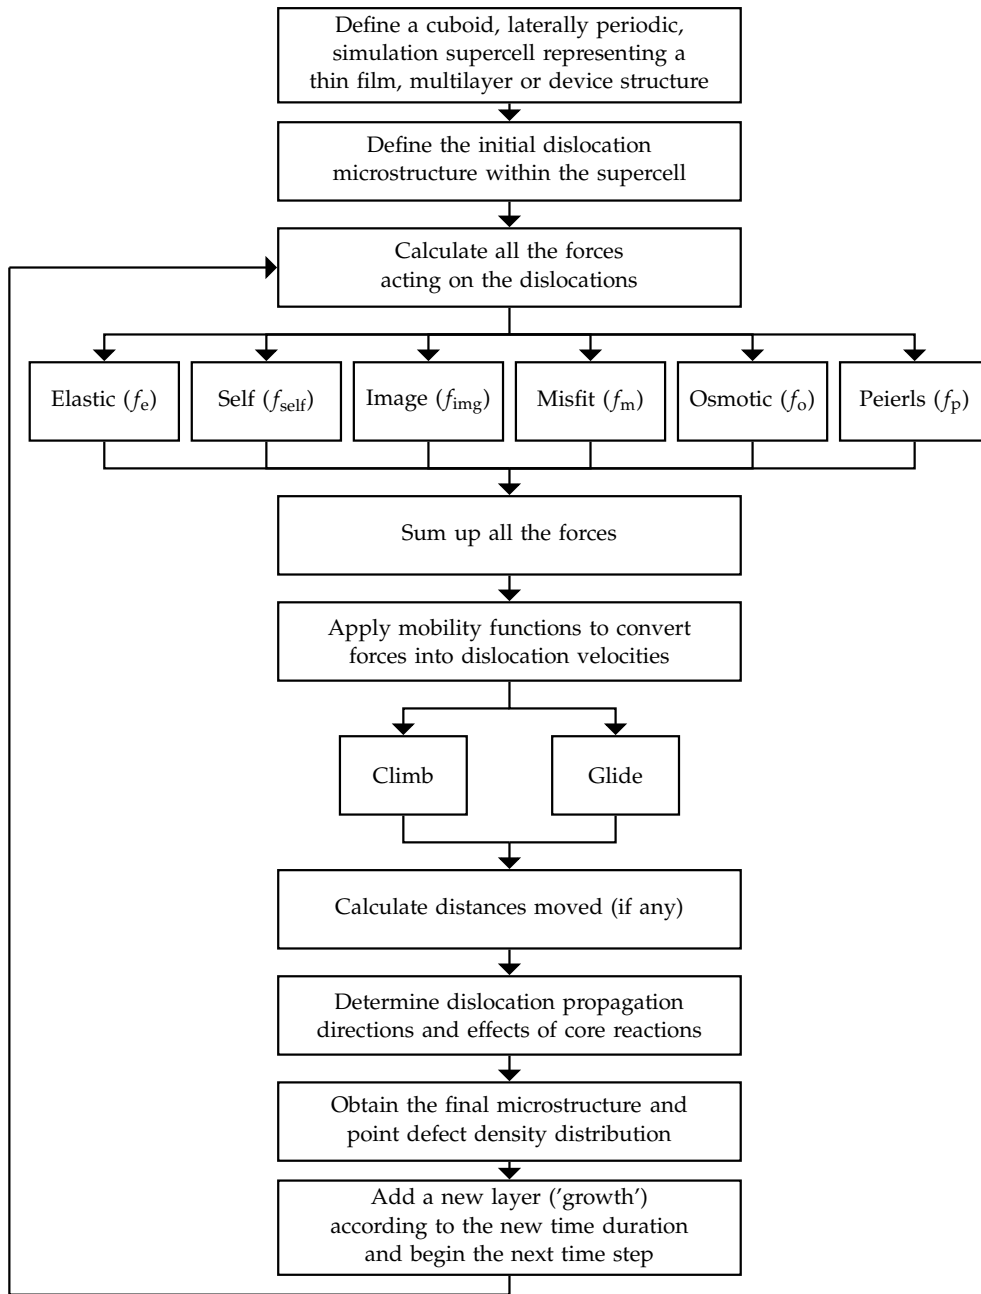 Define a cuboid, laterally periodic,
simulation supercell representing a
thin film, multilayer or device structure
Define the initial dislocation
microstructure within the supercell
Calculate all the forces
acting on the dislocations
Elastic (fe)
Self (fself)
Image (fimg)
Misfit (fm)
Osmotic (fo)
Peierls (fp)
Sum up all the forces
Apply mobility functions to convert
forces into dislocation velocities
Climb
Glide
Calculate distances moved (if any)
Determine dislocation propagation
directions and effects of core reactions
Obtain the final microstructure and
point defect density distribution
Add a new layer ('growth')
according to the new time duration
and begin the next time step